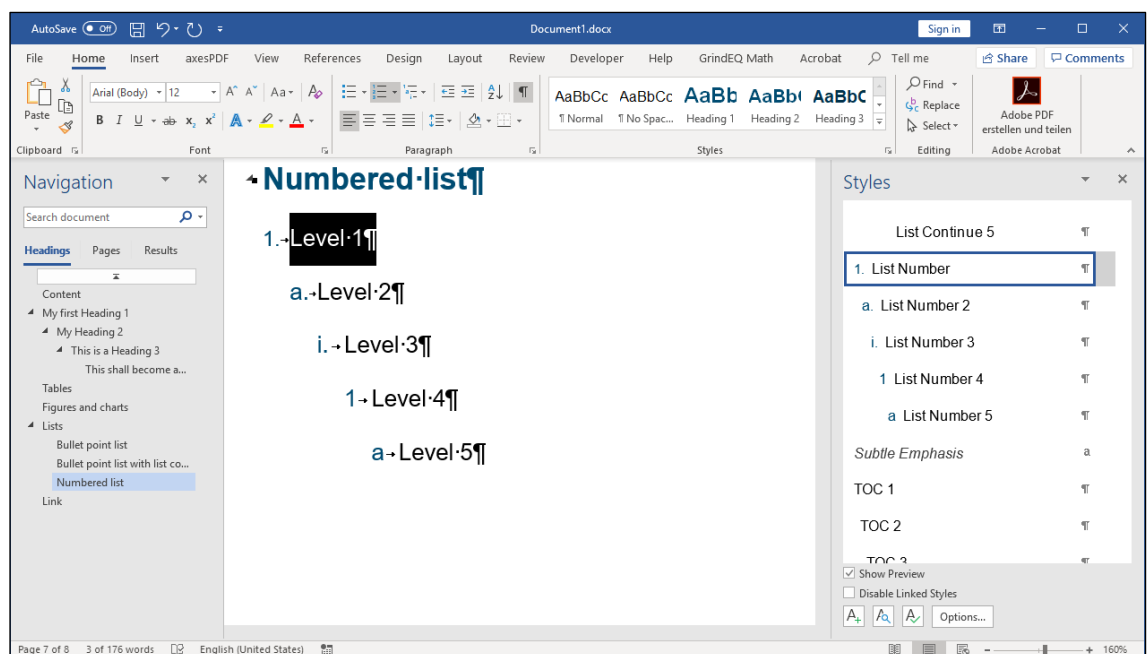 AutoSave Off Document1.docx Sign in
File Home Insert axesPDF View References Design Layout Review Developer Help GrindEQ Math Acrobat Tell me Share Comments
Paste
Arial (Body) 12
A^ Aˇ Aa A
B I U ab x, x² A A
AaBbCc AaBbCc AaBb AaBb AaBbC
¶ Normal ¶ No Spac... Heading 1 Heading 2 Heading 3
Find
Replace
Select
Adobe PDF
erstellen und teilen
Clipboard Font Paragraph Styles Editing Adobe Acrobat
Navigation
Search document
Headings Pages Results
Content
My first Heading 1
My Heading 2
This is a Heading 3
This shall become a...
Tables
Figures and charts
Lists
Bullet point list
Bullet point list with list co...
Numbered list
Link
Numbered·list¶
1.→Level·1¶
a.→Level·2¶
i.→Level·3¶
1→Level·4¶
a→Level·5¶
Styles
List Continue 5 ¶
1. List Number ¶
a. List Number 2 ¶
i. List Number 3 ¶
1 List Number 4 ¶
a List Number 5 ¶
Subtle Emphasis a
TOC 1 ¶
TOC 2 ¶
TOC 3 ¶
Show Preview
Disable Linked Styles
Options...
Page 7 of 8 3 of 176 words English (United States) 160%